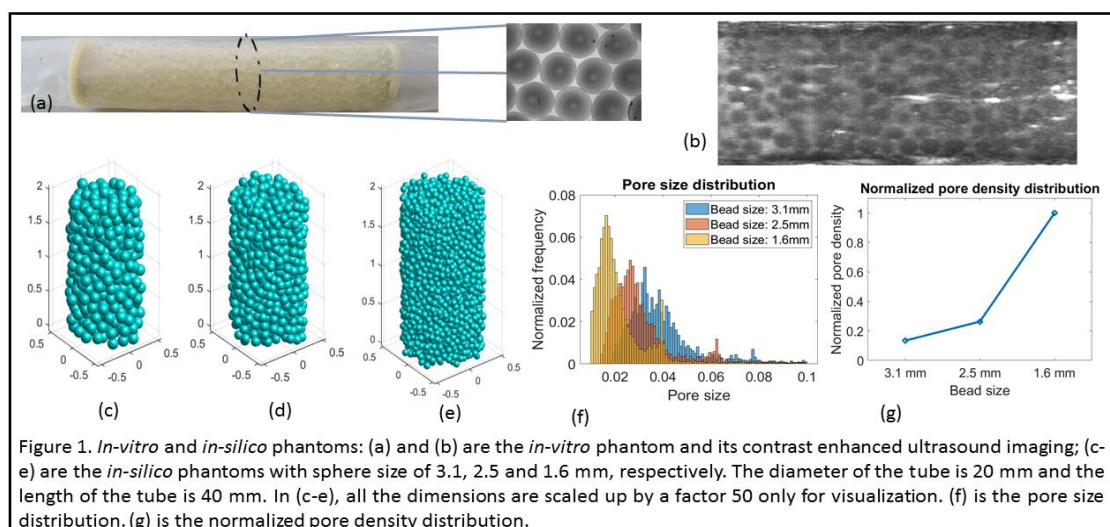 (a)
(b)
2
1.5
1
0.5
0
-0.5
0
0.5
0.5
0
-0.5
(c)
2
1.5
1
0.5
0
-0.5
0
0.5
0.5
0
-0.5
(d)
2
1.5
1
0.5
0
-0.5
0
0.5
0.5
0
-0.5
(e)
Pore size distribution
Bead size: 3.1mm
Bead size: 2.5mm
Bead size: 1.6mm
Normalized frequency
0.08
0.06
0.04
0.02
0
0.02
0.04
0.06
0.08
0.1
Pore size
(f)
Normalized pore density distribution
Normalized pore density
1
0.8
0.6
0.4
0.2
0
3.1 mm
2.5 mm
1.6 mm
Bead size
(g)
Figure 1. In-vitro and in-silico phantoms: (a) and (b) are the in-vitro phantom and its contrast enhanced ultrasound imaging; (c-
e) are the in-silico phantoms with sphere size of 3.1, 2.5 and 1.6 mm, respectively. The diameter of the tube is 20 mm and the
length of the tube is 40 mm. In (c-e), all the dimensions are scaled up by a factor 50 only for visualization. (f) is the pore size
distribution. (g) is the normalized pore density distribution.